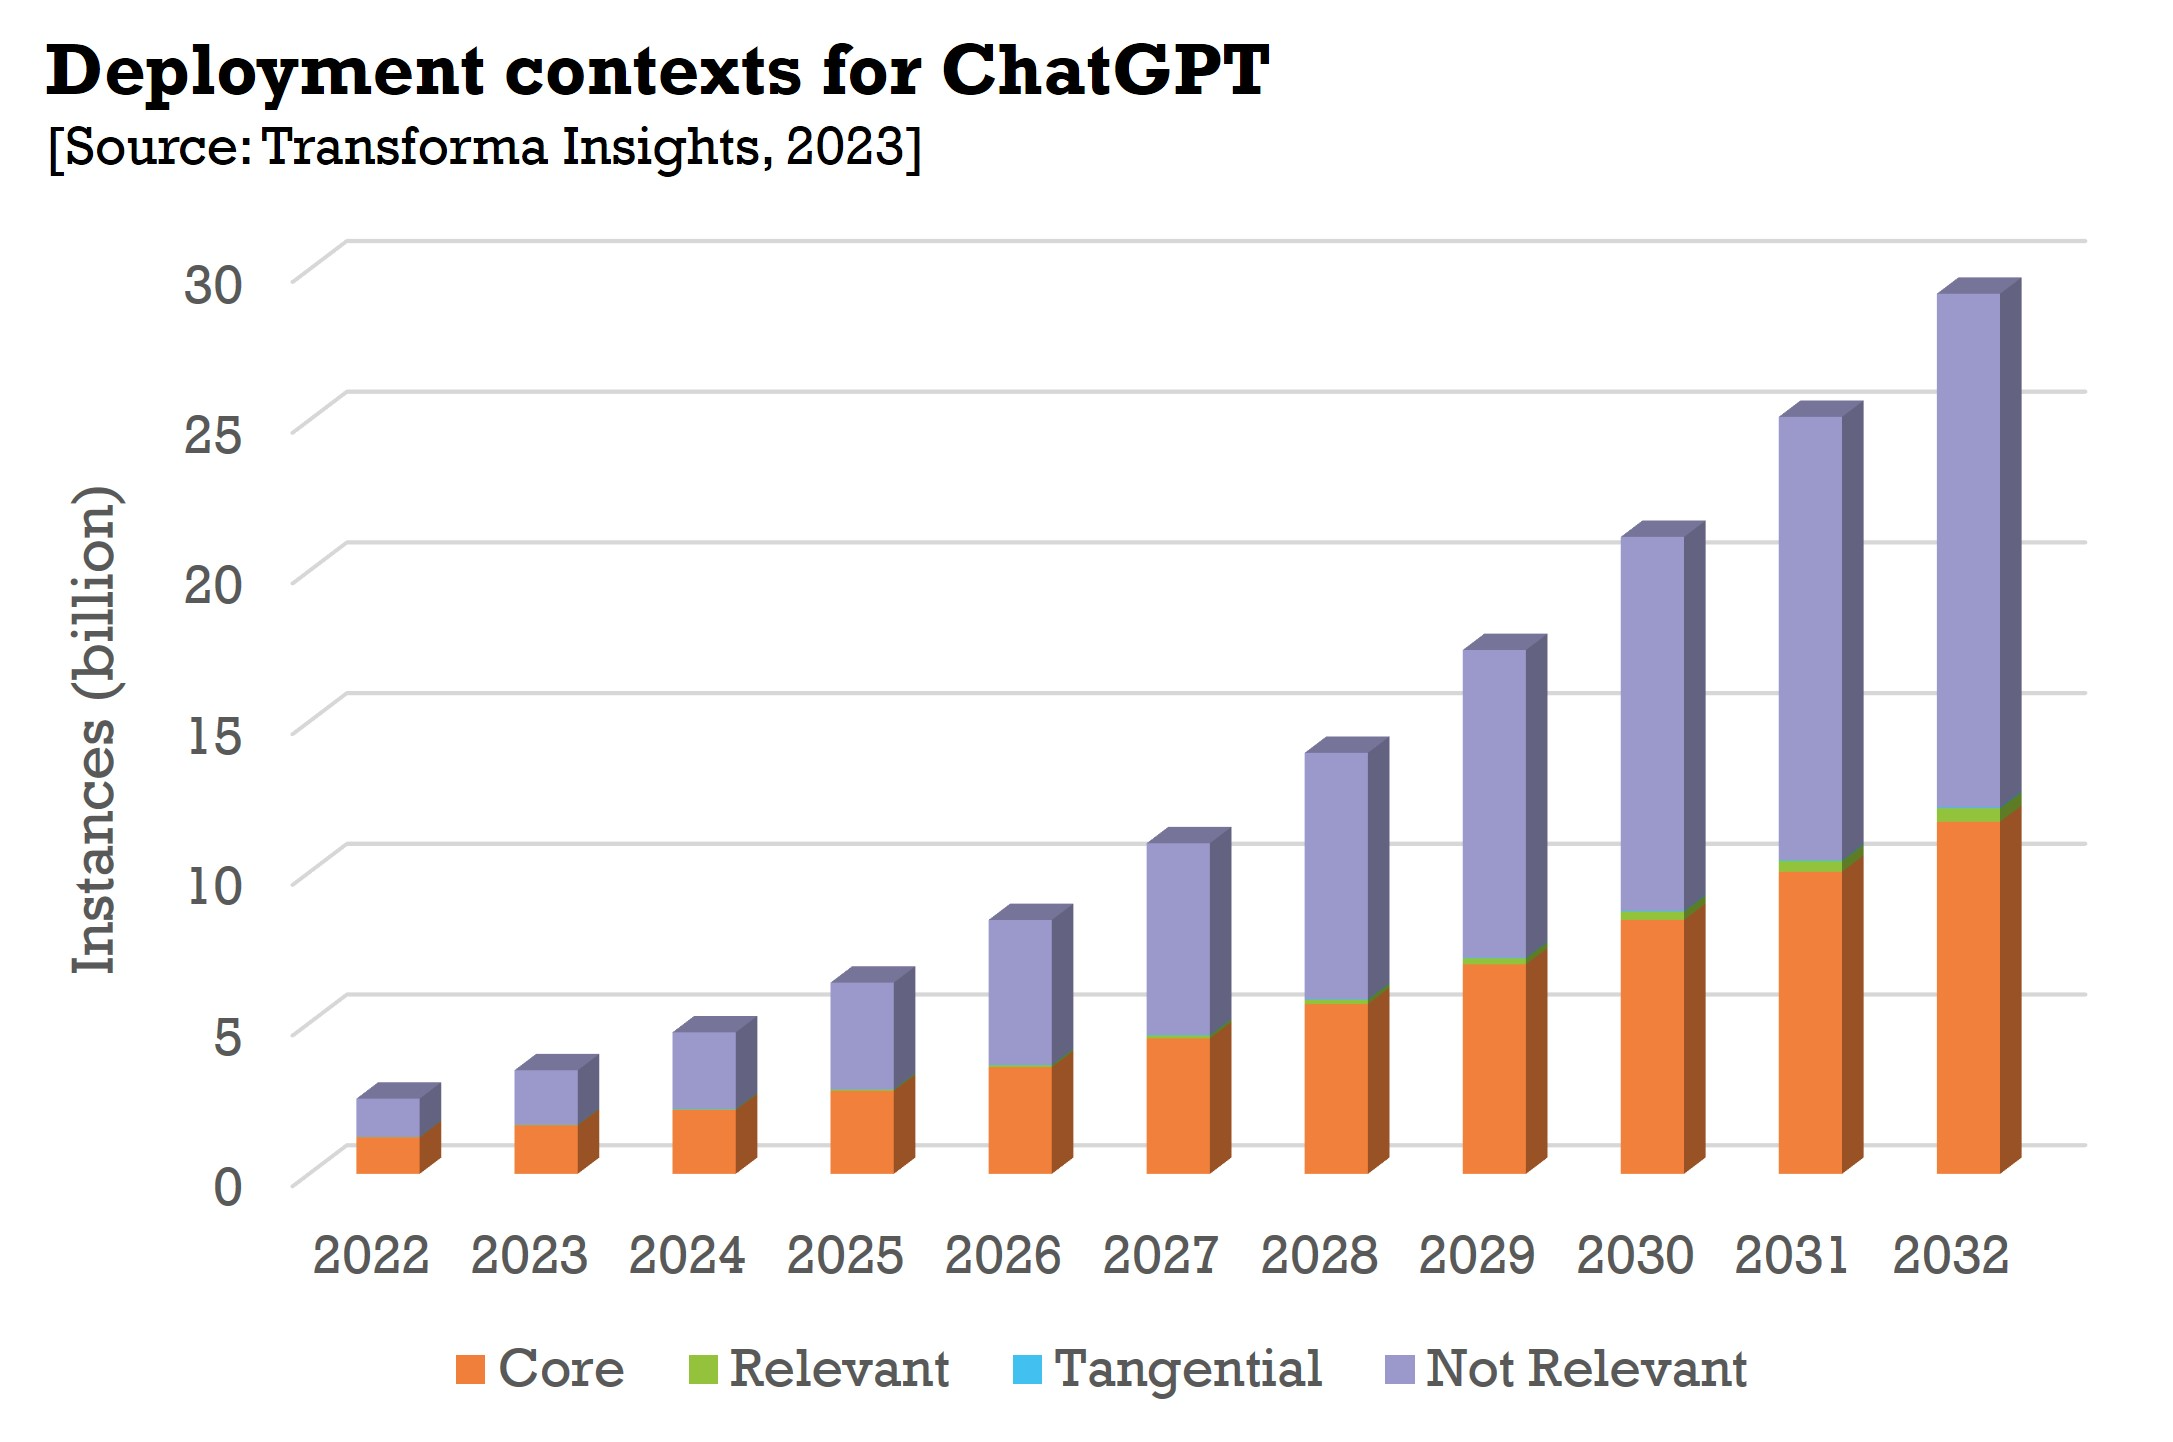 Deployment contexts for ChatGPT
[Source: Transforma Insights, 2023]
Instances (billion)
30
25
20
15
10
5
0
2022 2023 2024 2025 2026 2027 2028 2029 2030 2031 2032
Core Relevant Tangential Not Relevant